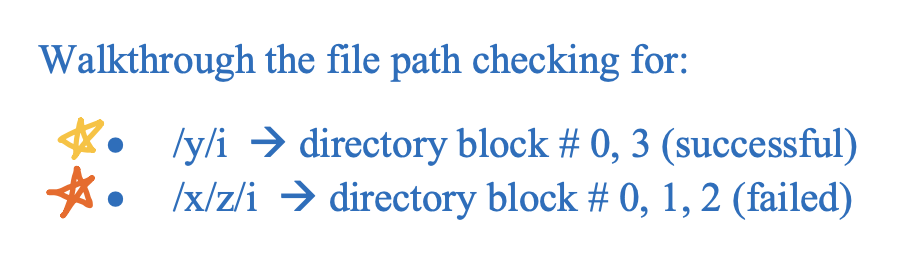 Walkthrough the file path checking for:
• /y/i → directory block # 0, 3 (successful)
• /x/z/i → directory block # 0, 1, 2 (failed)